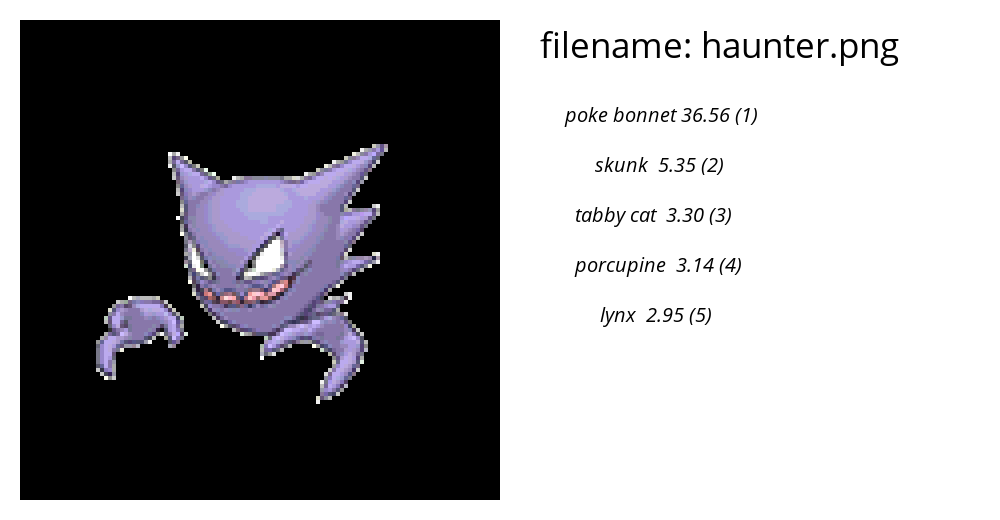 filename: haunter.png
poke bonnet 36.56 (1)
skunk 5.35 (2)
tabby cat 3.30 (3)
porcupine 3.14 (4)
lynx 2.95 (5)